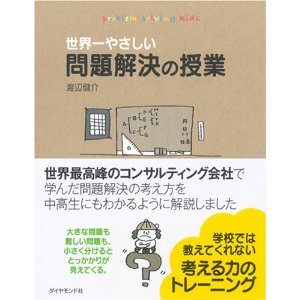 problem solving kids
世界一やさしい
問題解決の授業
渡辺健介
世界最高峰のコンサルティング会社で
学んだ問題解決の考え方を
中高生にもわかるように解説しました
大きな問題も
難しい問題も、
小さく分けると
とっかかりが
見えてくる。
学校では
教えてくれない
考える力の
トレーニング
ダイヤモンド社